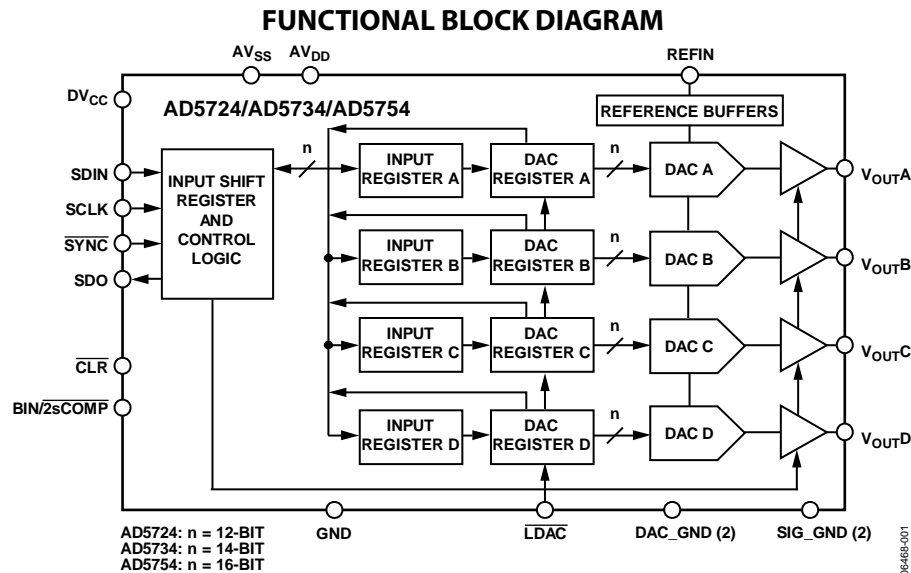 FUNCTIONAL BLOCK DIAGRAM
AVSS
AVDD
REFIN
DVCC
AD5724/AD5734/AD5754
REFERENCE BUFFERS
SDIN
SCLK
SYNC
SDO
CLR
BIN/2sCOMP
INPUT SHIFT
REGISTER
AND
CONTROL
LOGIC
n
INPUT
REGISTER A
DAC
REGISTER A
n
DAC A
VOUTA
INPUT
REGISTER B
DAC
REGISTER B
n
DAC B
VOUTB
INPUT
REGISTER C
DAC
REGISTER C
n
DAC C
VOUTC
INPUT
REGISTER D
DAC
REGISTER D
n
DAC D
VOUTD
AD5724: n = 12-BIT
AD5734: n = 14-BIT
AD5754: n = 16-BIT
GND
LDAC
DAC_GND (2)
SIG_GND (2)
06468-001